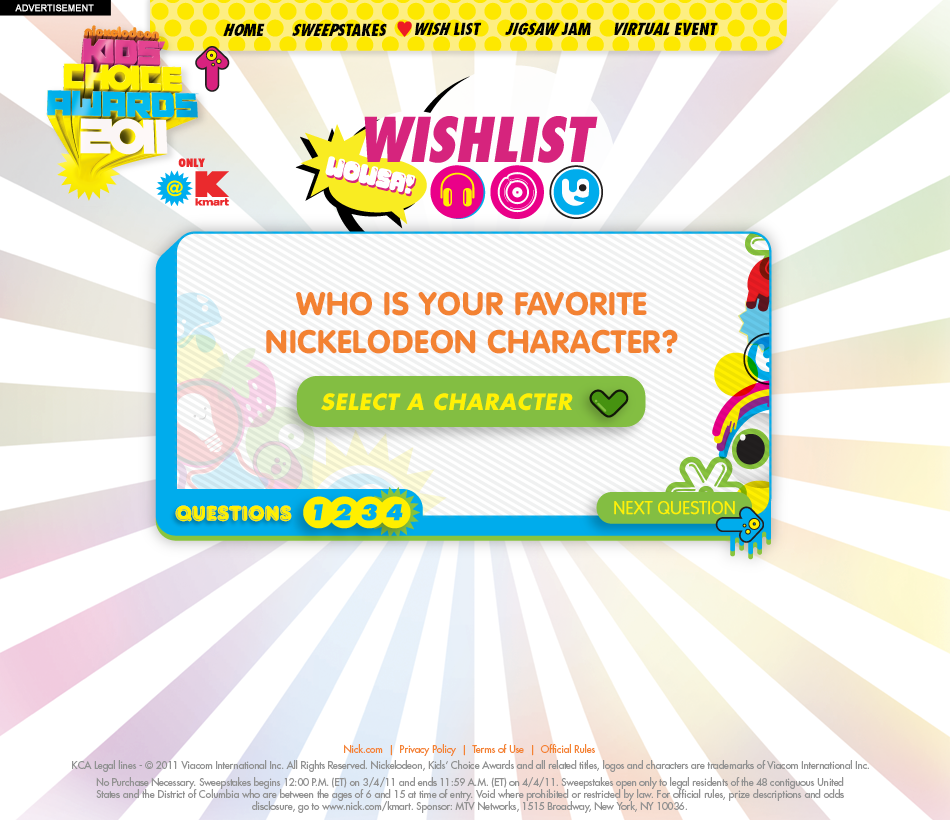 ADVERTISEMENT
HOME SWEEPSTAKES WISH LIST JIGSAW JAM VIRTUAL EVENT
nickelodeon
KIDS'
CHOICE
AWARDS
2011
ONLY
@ K
kmart
WISHLIST
WOWSA!
WHO IS YOUR FAVORITE
NICKELODEON CHARACTER?
SELECT A CHARACTER
QUESTIONS 1 2 3 4
NEXT QUESTION
Nick.com | Privacy Policy | Terms of Use | Official Rules
KCA Legal lines - © 2011 Viacom International Inc. All Rights Reserved. Nickelodeon, Kids' Choice Awards and all related titles, logos and characters are trademarks of Viacom International Inc.
No Purchase Necessary. Sweepstakes begins 12:00 P.M. (ET) on 3/4/11 and ends 11:59 A.M. (ET) on 4/4/11. Sweepstakes open only to legal residents of the 48 contiguous United
States and the District of Columbia who are between the ages of 6 and 15 at time of entry. Void where prohibited or restricted by law. For official rules, prize descriptions and odds
disclosure, go to www.nick.com/kmart. Sponsor: MTV Networks, 1515 Broadway, New York, NY 10036.